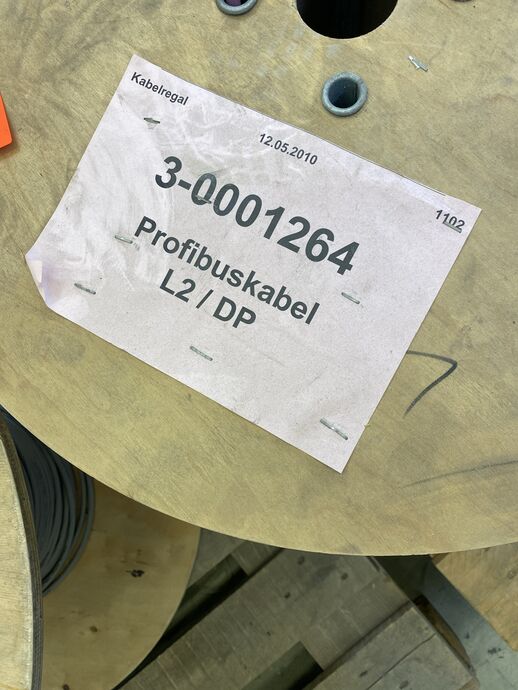 Kabelregal
12.05.2010
1102
3-0001264
Profibuskabel
L2 / DP